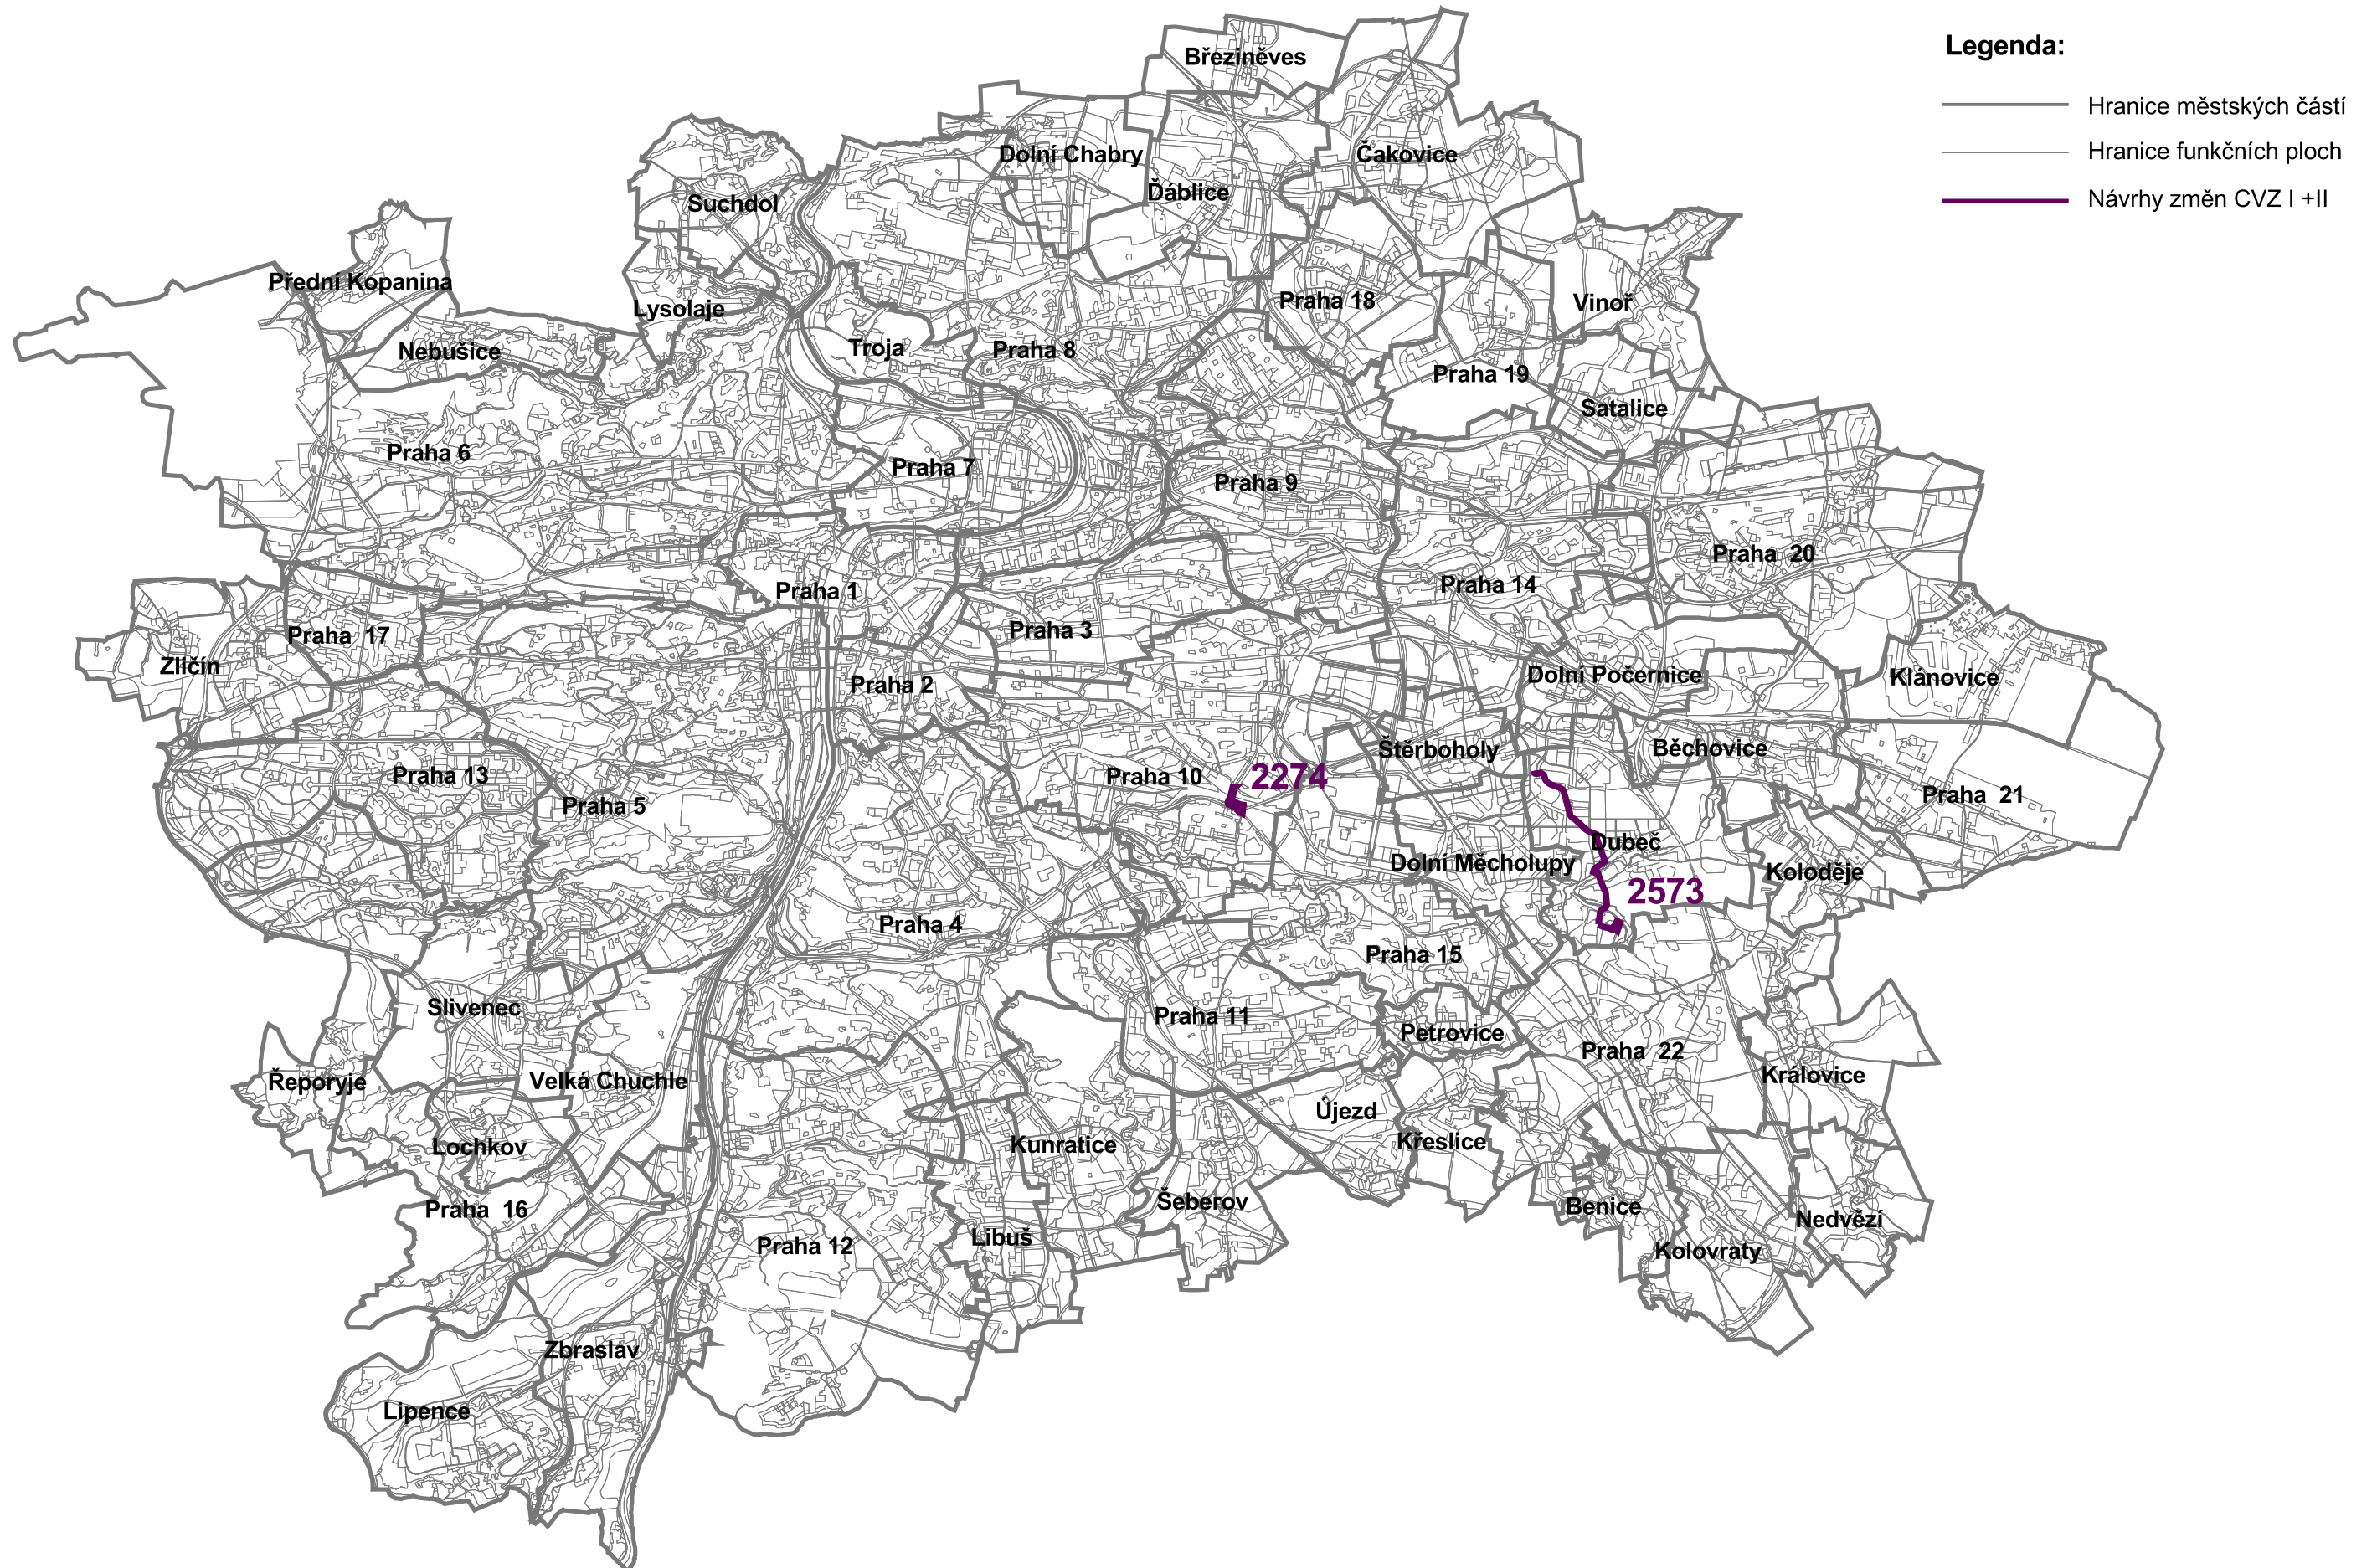 Legenda:
Hranice městských částí
Hranice funkčních ploch
Návrhy změn CVZ I +II
Březiněves
Dolní Chabry
Čakovice
Ďáblice
Suchdol
Přední Kopanina
Lysolaje
Praha 18
Vinoř
Nebušice
Troja
Praha 8
Praha 19
Satalice
Praha 6
Praha 7
Praha 9
Praha 20
Praha 1
Praha 14
Praha 17
Praha 3
Zličín
Praha 2
Dolní Počernice
Klánovice
Štěrboholy
Běchovice
Praha 13
Praha 5
Praha 10
2274
Praha 21
Dubeč
Dolní Měcholupy
Koloděje
2573
Praha 4
Praha 15
Slivenec
Praha 11
Petrovice
Praha 22
Řeporyje
Velká Chuchle
Královice
Újezd
Lochkov
Kunratice
Křeslice
Praha 16
Šeberov
Benice
Nedvězí
Praha 12
Libuš
Kolovraty
Zbraslav
Lipence